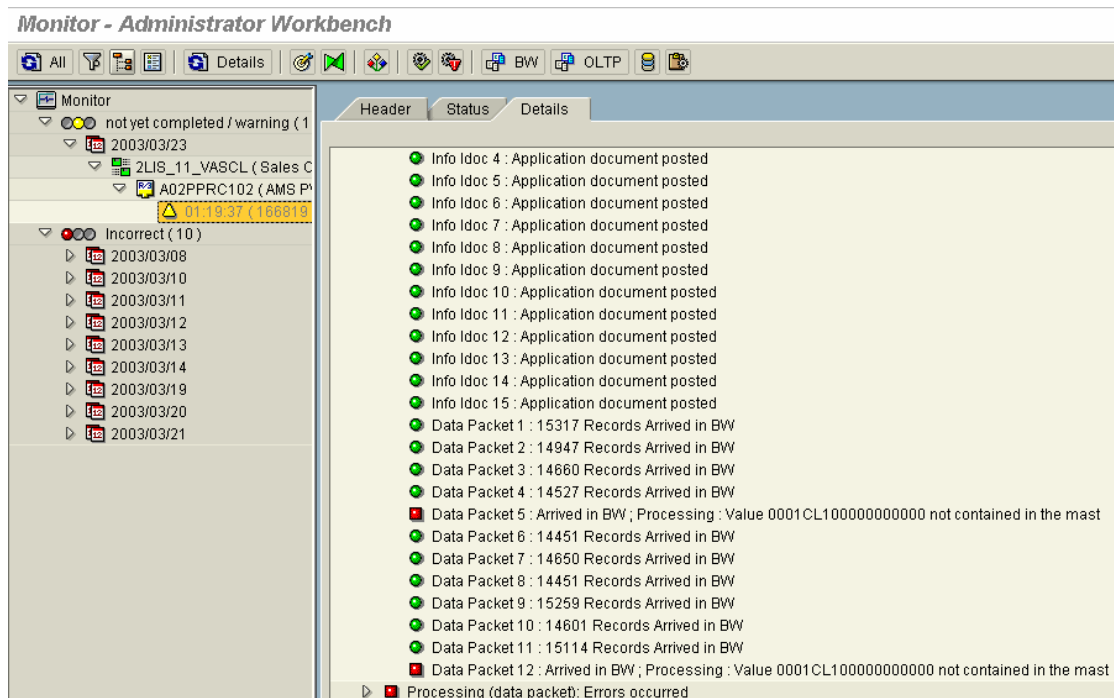 Monitor - Administrator Workbench
All Details BW OLTP
Monitor
not yet completed / warning ( 1
2003/03/23
2LIS_11_VASCL ( Sales C
A02PPRC102 ( AMS P
01:19:37 ( 166819
Incorrect ( 10 )
2003/03/08
2003/03/10
2003/03/11
2003/03/12
2003/03/13
2003/03/14
2003/03/19
2003/03/20
2003/03/21
Header Status Details
Info Idoc 4 : Application document posted
Info Idoc 5 : Application document posted
Info Idoc 6 : Application document posted
Info Idoc 7 : Application document posted
Info Idoc 8 : Application document posted
Info Idoc 9 : Application document posted
Info Idoc 10 : Application document posted
Info Idoc 11 : Application document posted
Info Idoc 12 : Application document posted
Info Idoc 13 : Application document posted
Info Idoc 14 : Application document posted
Info Idoc 15 : Application document posted
Data Packet 1 : 15317 Records Arrived in BW
Data Packet 2 : 14947 Records Arrived in BW
Data Packet 3 : 14660 Records Arrived in BW
Data Packet 4 : 14527 Records Arrived in BW
Data Packet 5 : Arrived in BW ; Processing : Value 0001CL100000000000 not contained in the mast
Data Packet 6 : 14451 Records Arrived in BW
Data Packet 7 : 14650 Records Arrived in BW
Data Packet 8 : 14451 Records Arrived in BW
Data Packet 9 : 15259 Records Arrived in BW
Data Packet 10 : 14601 Records Arrived in BW
Data Packet 11 : 15114 Records Arrived in BW
Data Packet 12 : Arrived in BW ; Processing : Value 0001CL100000000000 not contained in the mast
Processing (data packet): Errors occurred